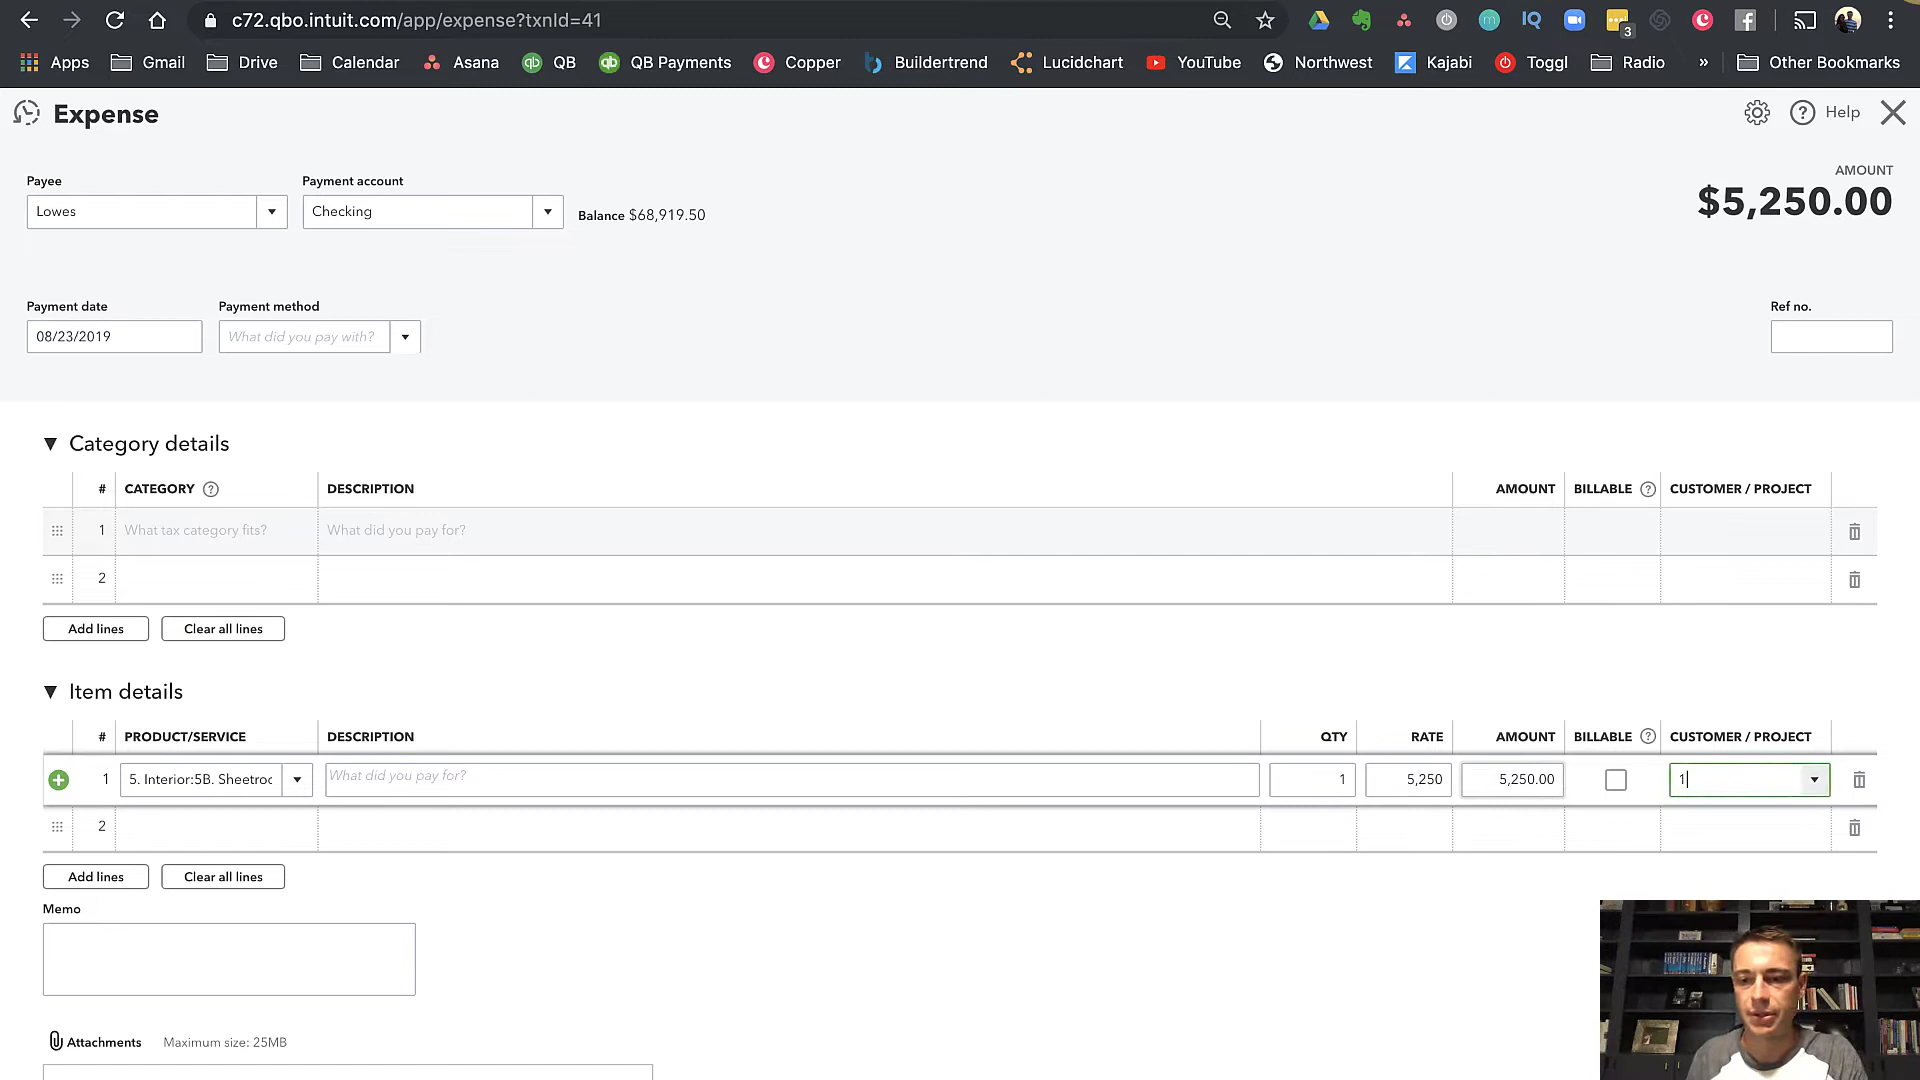 c72.qbo.intuit.com/app/expense?txnId=41
3
Apps Gmail Drive Calendar Asana QB QB Payments Copper Buildertrend Lucidchart YouTube Northwest Kajabi Toggl Radio » Other Bookmarks
Expense
Help
Payee Payment account AMOUNT
Lowes Checking Balance $68,919.50 $5,250.00
Payment date Payment method Ref no.
08/23/2019 What did you pay with?
Category details
# CATEGORY DESCRIPTION AMOUNT BILLABLE CUSTOMER / PROJECT
1 What tax category fits? What did you pay for?
2
Add lines Clear all lines
Item details
# PRODUCT/SERVICE DESCRIPTION QTY RATE AMOUNT BILLABLE CUSTOMER / PROJECT
1 5. Interior:5B. Sheetroc What did you pay for? 1 5,250 5,250.00 1
2
Add lines Clear all lines
Memo
Attachments Maximum size: 25MB